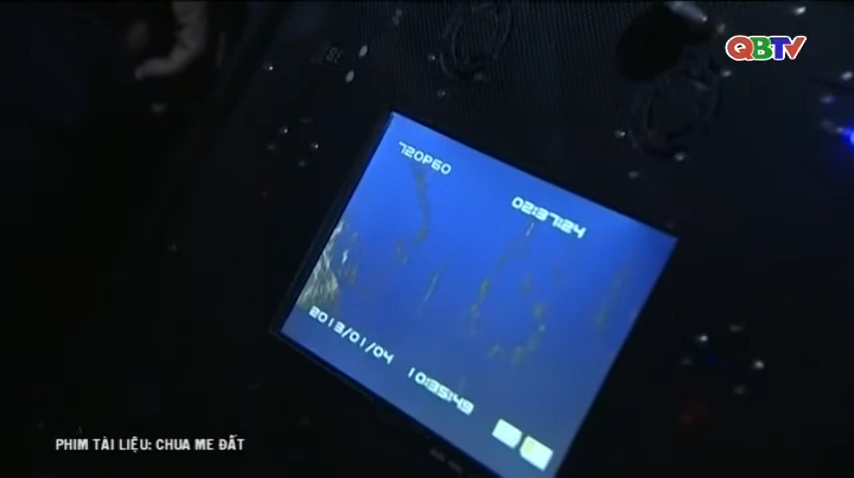 QBTV
720P60
02:37:24
2013/01/04
10:35:49
PHIM TÀI LIỆU: CHUA ME ĐẤT